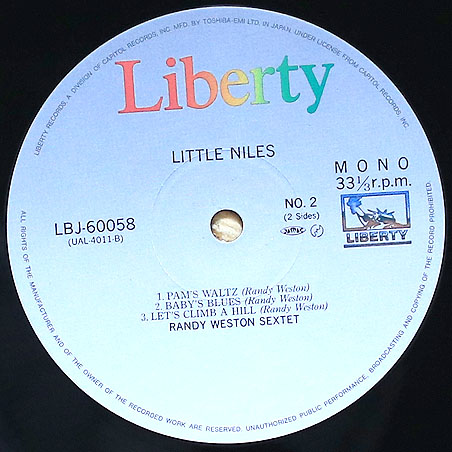 LIBERTY RECORDS, A DIVISION OF CAPITOL RECORDS, INC. MFD. BY TOSHIBA-EMI LTD. IN JAPAN. UNDER LICENSE FROM CAPITOL RECORDS, INC.
Liberty
LITTLE NILES
MONO
33 1/3 r.p.m.
NO. 2
(2 Sides)
LBJ-60058
(UAL-4011-B)
LIBERTY
1. PAM'S WALTZ (Randy Weston)
2. BABY'S BLUES (Randy Weston)
3. LET'S CLIMB A HILL (Randy Weston)
RANDY WESTON SEXTET
ALL RIGHTS OF THE MANUFACTURES AND OF THE OWNER OF THE RECORDED WORK ARE RESERVED. UNAUTHORIZED PUBLIC PERFORMANCE, BROADCASTING AND COPYING OF THE RECORD PROHIBITED.